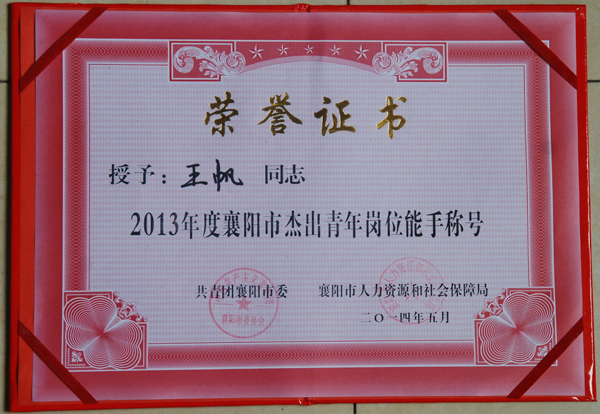 荣誉证书
授予：王帆 同志
2013年度襄阳市杰出青年岗位能手称号
共青团襄阳市委 襄阳市人力资源和社会保障局
二〇一四年五月